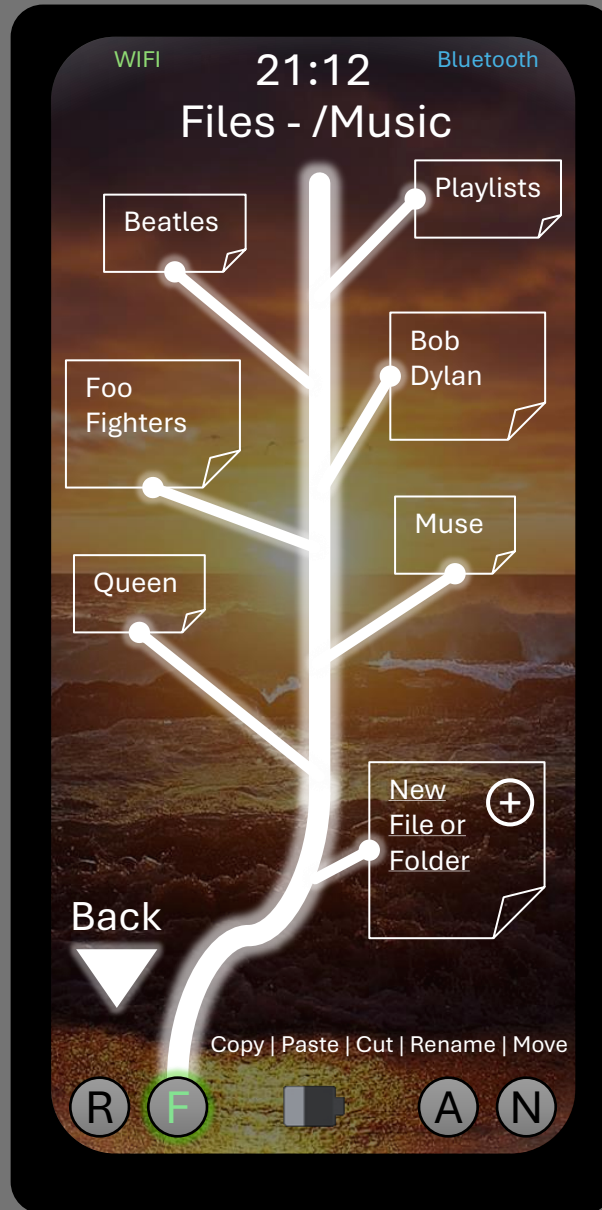 WIFI
21:12
Bluetooth
Files - /Music
Playlists
Beatles
Bob
Dylan
Foo
Fighters
Muse
Queen
New
File or
Folder
+
Back
Copy | Paste | Cut | Rename | Move
R
F
A
N